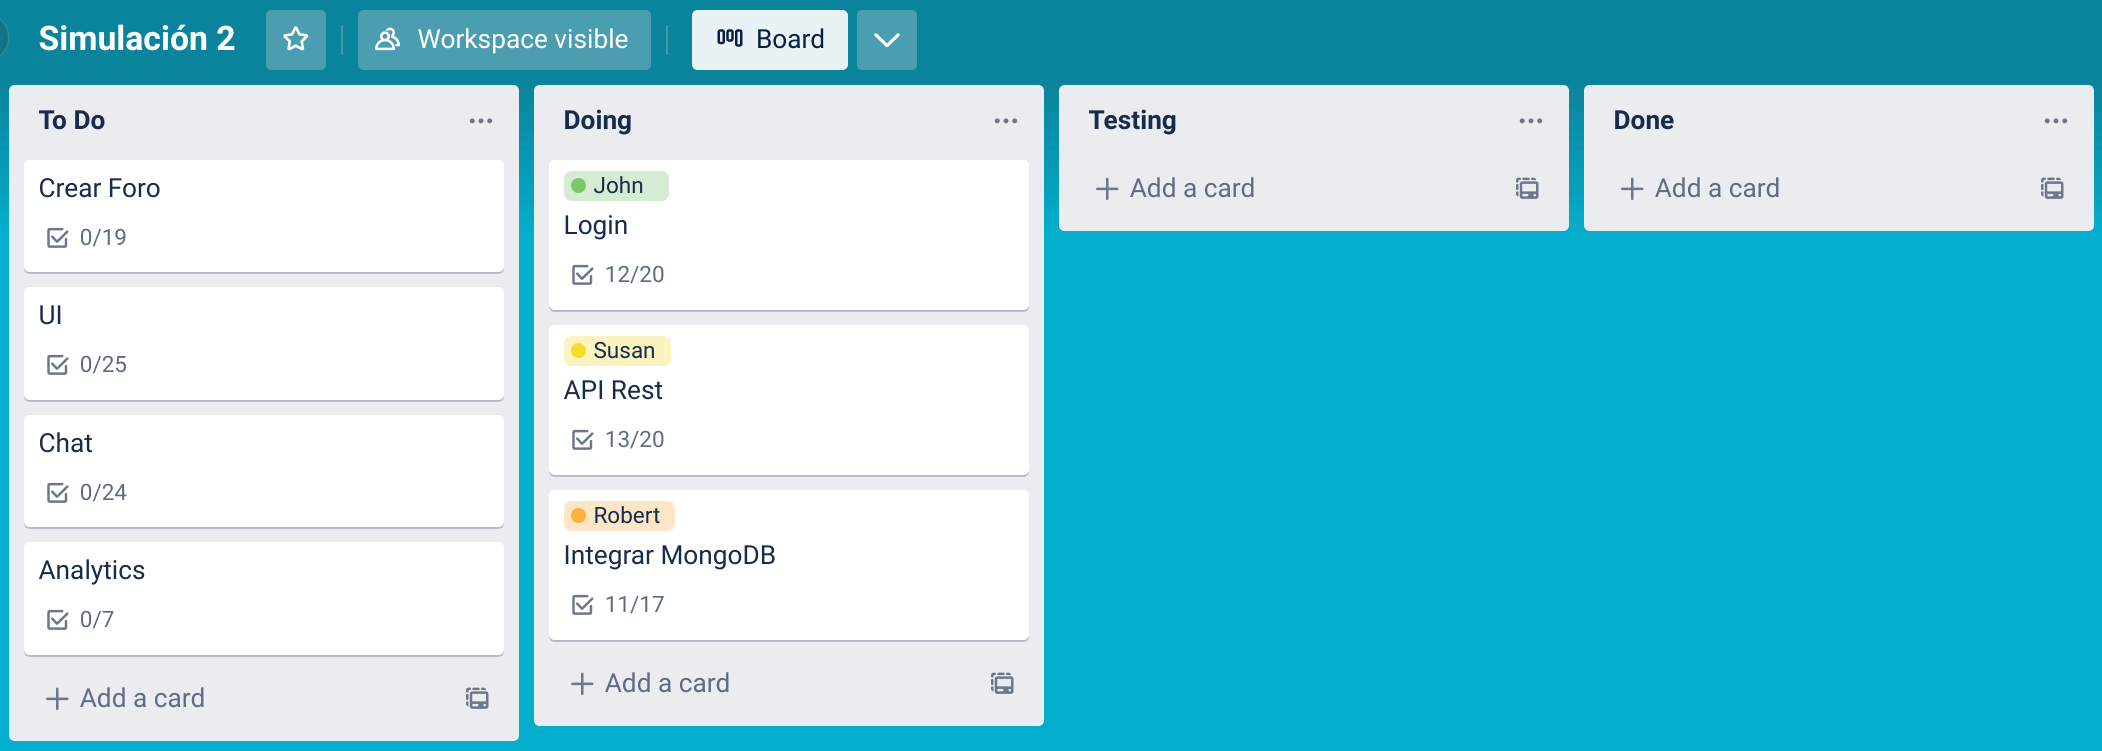 Simulación 2
Workspace visible
Board
To Do
Crear Foro
0/19
UI
0/25
Chat
0/24
Analytics
0/7
Add a card
Doing
John
Login
12/20
Susan
API Rest
13/20
Robert
Integrar MongoDB
11/17
Add a card
Testing
Add a card
Done
Add a card